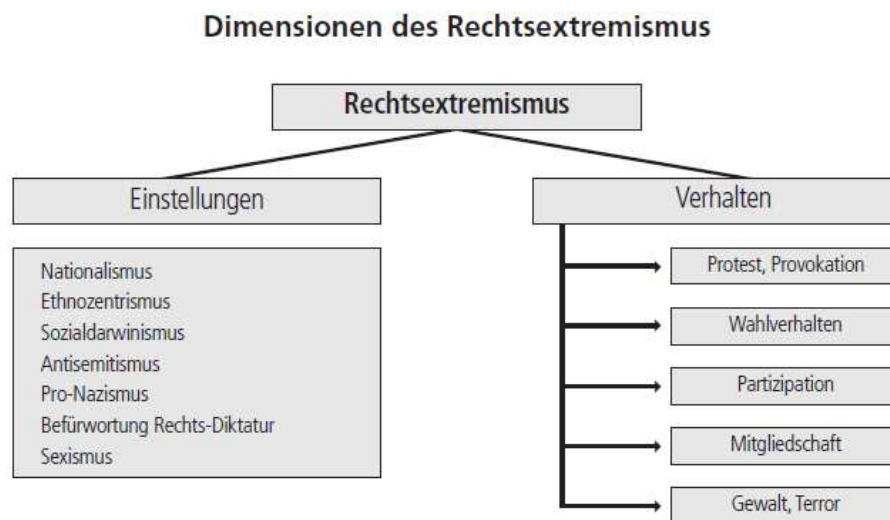 Dimensionen des Rechtsextremismus
Rechtsextremismus
Einstellungen
Nationalismus
Ethnozentrismus
Sozialdarwinismus
Antisemitismus
Pro-Nazismus
Befürwortung Rechts-Diktatur
Sexismus
Verhalten
Protest, Provokation
Wahlverhalten
Partizipation
Mitgliedschaft
Gewalt, Terror